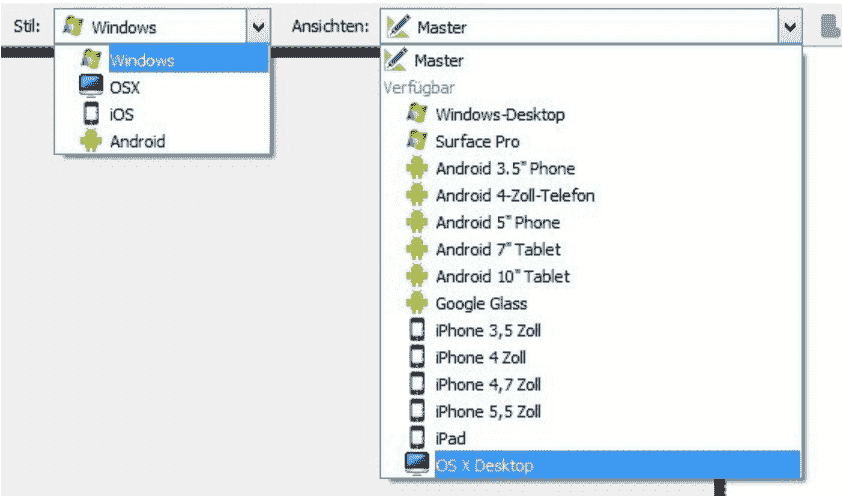 Stil: Windows Ansichten: Master
Windows
OSX
iOS
Android
Master
Verfügbar
Windows-Desktop
Surface Pro
Android 3.5" Phone
Android 4-Zoll-Telefon
Android 5" Phone
Android 7" Tablet
Android 10" Tablet
Google Glass
iPhone 3,5 Zoll
iPhone 4 Zoll
iPhone 4,7 Zoll
iPhone 5,5 Zoll
iPad
OS X Desktop